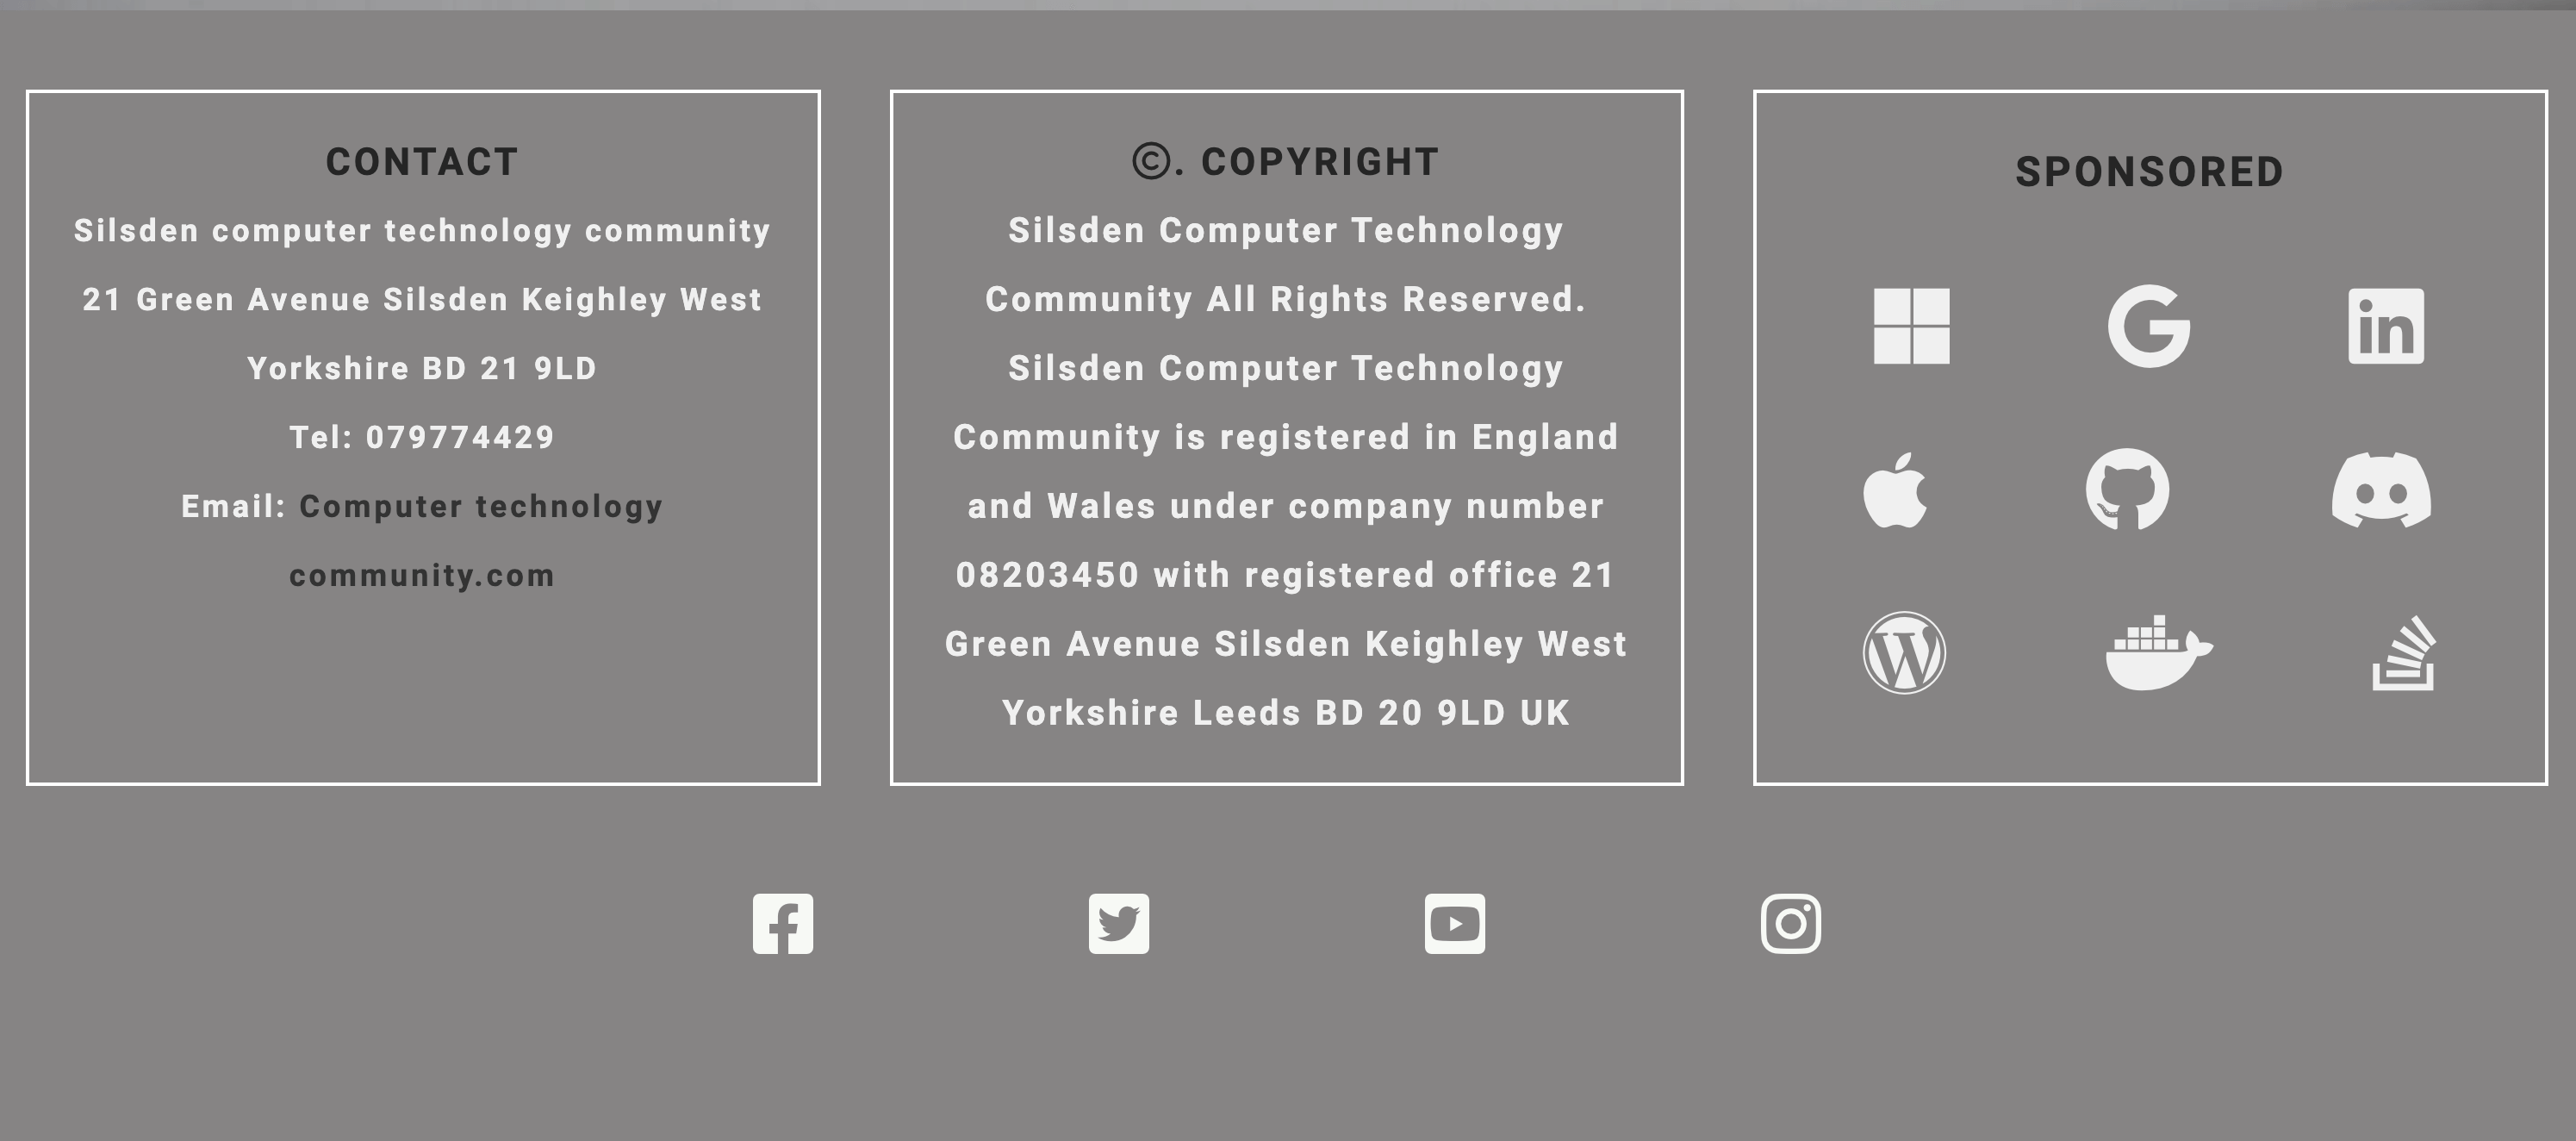 CONTACT
Silsden computer technology community
21 Green Avenue Silsden Keighley West
Yorkshire BD 21 9LD
Tel: 079774429
Email: Computer technology
community.com
©. COPYRIGHT
Silsden Computer Technology
Community All Rights Reserved.
Silsden Computer Technology
Community is registered in England
and Wales under company number
08203450 with registered office 21
Green Avenue Silsden Keighley West
Yorkshire Leeds BD 20 9LD UK
SPONSORED